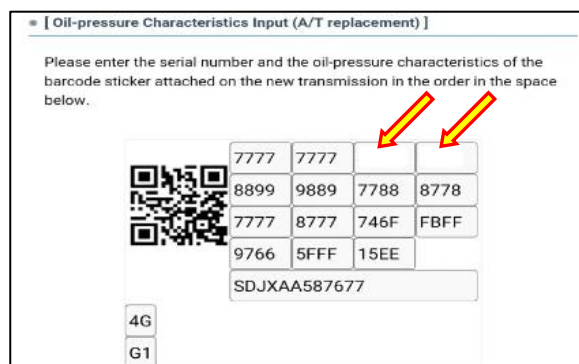 [ Oil-pressure Characteristics Input (A/T replacement) ]
Please enter the serial number and the oil-pressure characteristics of the
barcode sticker attached on the new transmission in the order in the space
below.
7777 7777
8899 9889 7788 8778
7777 8777 746F FBFF
9766 5FFF 15EE
SDJXAA587677
4G
G1